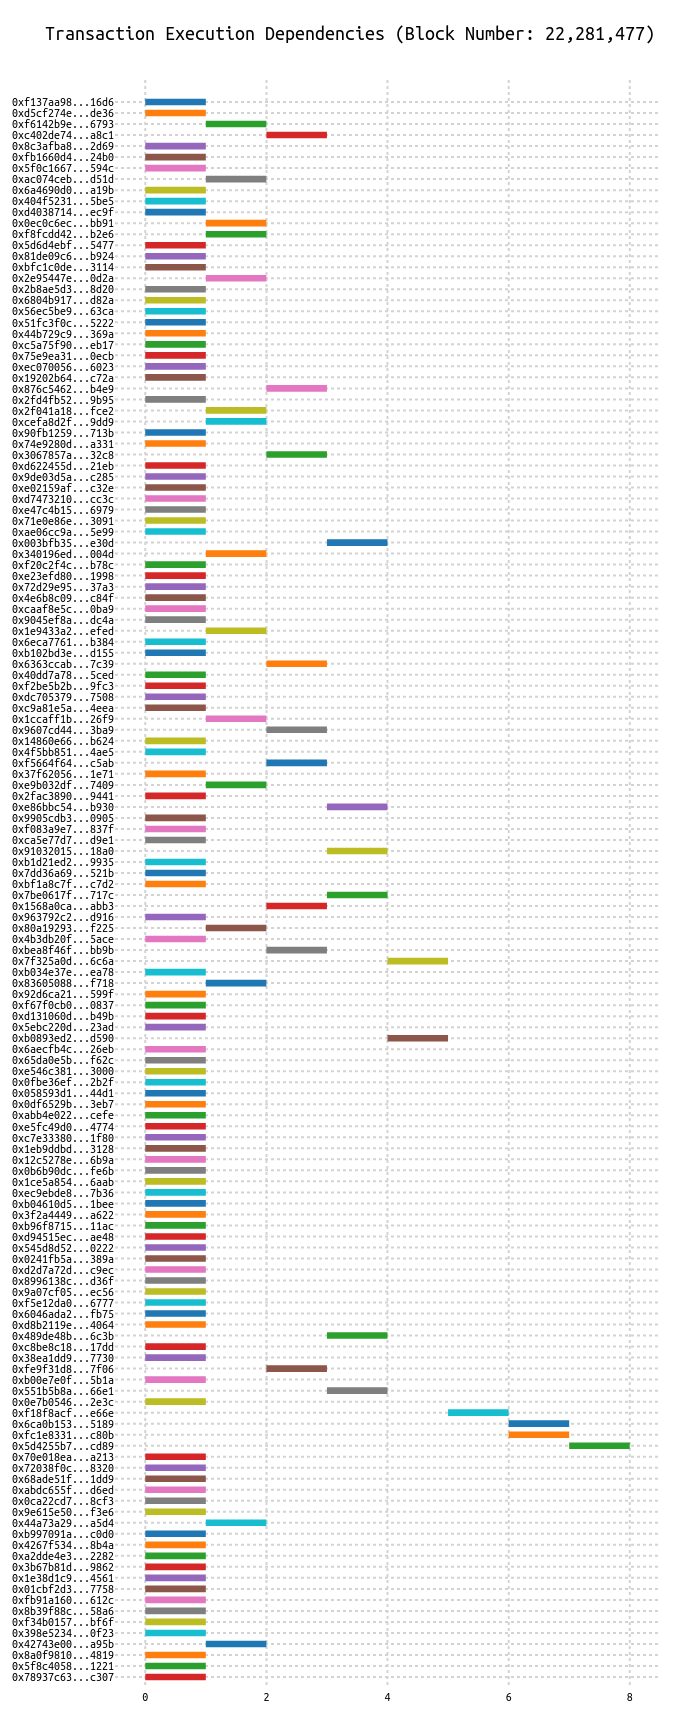 Transaction Execution Dependencies (Block Number: 22,281,477)
0xf137aa98...16d6
0xd5cf274e...de36
0xf6142b9e...6793
0xc402de74...a8c1
0x8c3afba8...2d69
0xfb1660d4...24b0
0x5f0c1667...594c
0xac074ceb...d51d
0x6a4690d0...a19b
0x404f5231...5be5
0xd4038714...ec9f
0x0ec0c6ec...bb91
0xf8fcdd42...b2e6
0x5d6d4ebf...5477
0x81de09c6...b924
0xbfc1c0de...3114
0x2e95447e...0d2a
0x2b8ae5d3...8d20
0x6804b917...d82a
0x56ec5be9...63ca
0x51fc3f0c...5222
0x44b729c9...369a
0xc5a75f90...eb17
0x75e9ea31...0ecb
0xec070056...6023
0x19202b64...c72a
0x876c5462...b4e9
0x2fd4fb52...9b95
0x2f041a18...fce2
0xcefa8d2f...9dd9
0x90fb1259...713b
0x74e9280d...a331
0x3067857a...32c8
0xd622455d...21eb
0x9de03d5a...c285
0xe02159af...c32e
0xd7473210...cc3c
0xe47c4b15...6979
0x71e0e86e...3091
0xae06cc9a...5e99
0x003bfb35...e30d
0x340196ed...004d
0xf20c2f4c...b78c
0xe23efd80...1998
0x72d29e95...37a3
0x4e6b8c09...c84f
0xcaaf8e5c...0ba9
0x9045ef8a...dc4a
0x1e9433a2...efed
0x6eca7761...b384
0xb102bd3e...d155
0x6363ccab...7c39
0x40dd7a78...5ced
0xf2be5b2b...9fc3
0xdc705379...7508
0xc9a81e5a...4eea
0x1ccaff1b...26f9
0x9607cd44...3ba9
0x14860e66...b624
0x4f5bb851...4ae5
0xf5664f64...c5ab
0x37f62056...1e71
0xe9b032df...7409
0x2fac3890...9441
0xe86bbc54...b930
0x9905cdb3...0905
0xf083a9e7...837f
0xca5e77d7...d9e1
0x91032015...18a0
0xb1d21ed2...9935
0x7dd36a69...521b
0xbf1a8c7f...c7d2
0x7be0617f...717c
0x1568a0ca...abb3
0x963792c2...d916
0x80a19293...f225
0x4b3db20f...5ace
0xbea8f46f...bb9b
0x7f325a0d...6c6a
0xb034e37e...ea78
0x83605088...f718
0x92d6ca21...599f
0xf67f0cb0...0837
0xd131060d...b49b
0x5ebc220d...23ad
0xb0893ed2...d590
0x6aecfb4c...26eb
0x65da0e5b...f62c
0xe546c381...3000
0x0fbe36ef...2b2f
0x058593d1...44d1
0x0df6529b...3eb7
0xabb4e022...cefe
0xe5fc49d0...4774
0xc7e33380...1f80
0x1eb9ddbd...3128
0x12c5278e...6b9a
0x0b6b90dc...fe6b
0x1ce5a854...6aab
0xec9ebde8...7b36
0xb04610d5...1bee
0x3f2a4449...a622
0xb96f8715...11ac
0xd94515ec...ae48
0x545d8d52...0222
0x0241fb5a...389a
0xd2d7a72d...c9ec
0x8996138c...d36f
0x9a07cf05...ec56
0xf5e12da0...6777
0x6046ada2...fb75
0xd8b2119e...4064
0x489de48b...6c3b
0xc8be8c18...17dd
0x38ea1dd9...7730
0xfe9f31d8...7f06
0xb00e7e0f...5b1a
0x551b5b8a...66e1
0x0e7b0546...2e3c
0xf18f8acf...e66e
0x6ca0b153...5189
0xfc1e8331...c80b
0x5d4255b7...cd89
0x70e018ea...a213
0x72038f0c...8320
0x68ade51f...1dd9
0xabdc655f...d6ed
0x0ca22cd7...8cf3
0x9e615e50...f3e6
0x44a73a29...a5d4
0xb997091a...c0d0
0x4267f534...8b4a
0xa2dde4e3...2282
0x3b67b81d...9862
0x1e38d1c9...4561
0x01cbf2d3...7758
0xfb91a160...612c
0x8b39f88c...58a6
0xf34b0157...bf6f
0x398e5234...0f23
0x42743e00...a95b
0x8a0f9810...4819
0x5f8c4058...1221
0x78937c63...c307
0 2 4 6 8